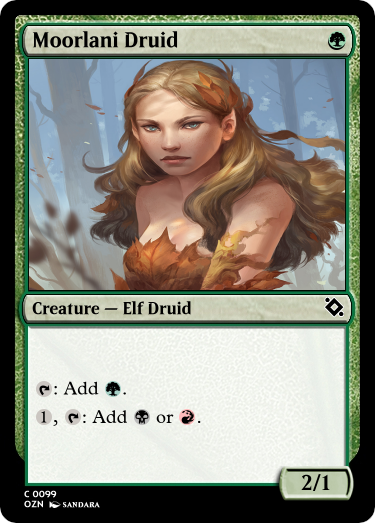 Moorlani Druid
Creature — Elf Druid
: Add .
1, : Add or .
2/1
C 0099
OZN SANDARA